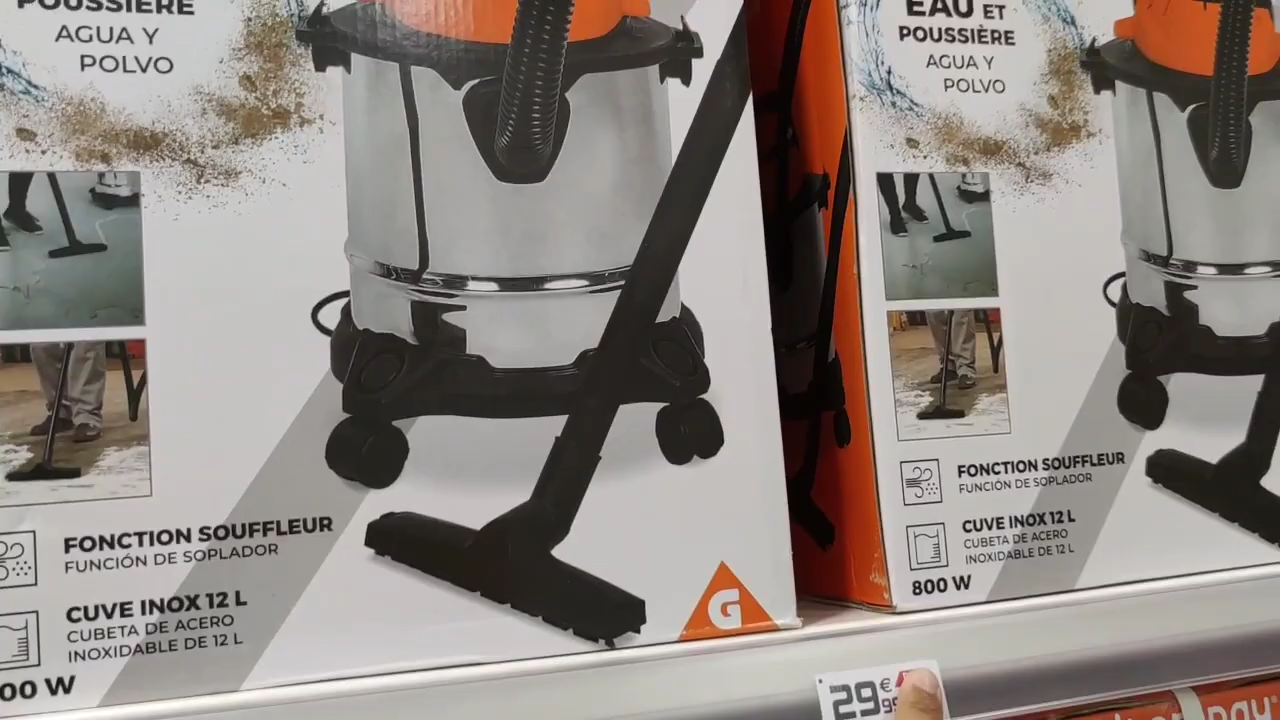 POUSSIÈRE
AGUA Y
POLVO
FONCTION SOUFFLEUR
FUNCIÓN DE SOPLADOR
CUVE INOX 12 L
CUBETA DE ACERO
INOXIDABLE DE 12 L
00 W
G
EAU ET
POUSSIÈRE
AGUA Y
POLVO
FONCTION SOUFFLEUR
FUNCIÓN DE SOPLADOR
CUVE INOX 12 L
CUBETA DE ACERO
INOXIDABLE DE 12 L
800 W
29€
99